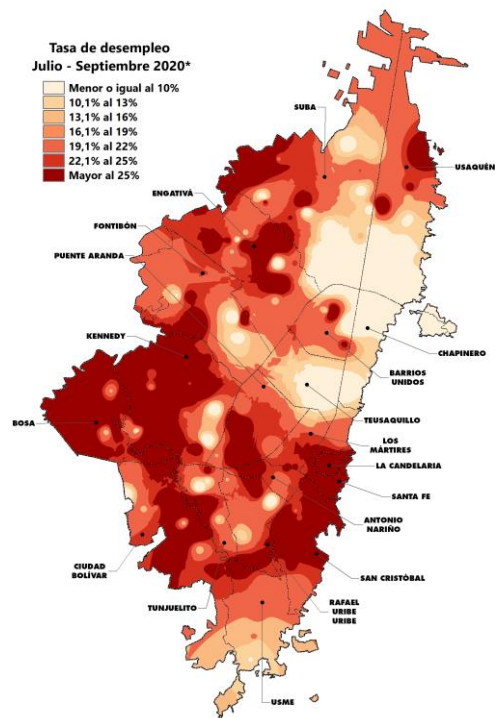 Tasa de desempleo
Julio - Septiembre 2020*
Menor o igual al 10%
10,1% al 13%
13,1% al 16%
16,1% al 19%
19,1% al 22%
22,1% al 25%
Mayor al 25%
SUBA
USAQUÉN
ENGATIVÁ
FONTIBÓN
PUENTE ARANDA
CHAPINERO
KENNEDY
BARRIOS
UNIDOS
BOSA
TEUSAQUILLO
LOS
MÁRTIRES
LA CANDELARIA
SANTA FE
ANTONIO
NARIÑO
CIUDAD
BOLÍVAR
SAN CRISTÓBAL
TUNJUELITO
RAFAEL
URIBE
URIBE
USME